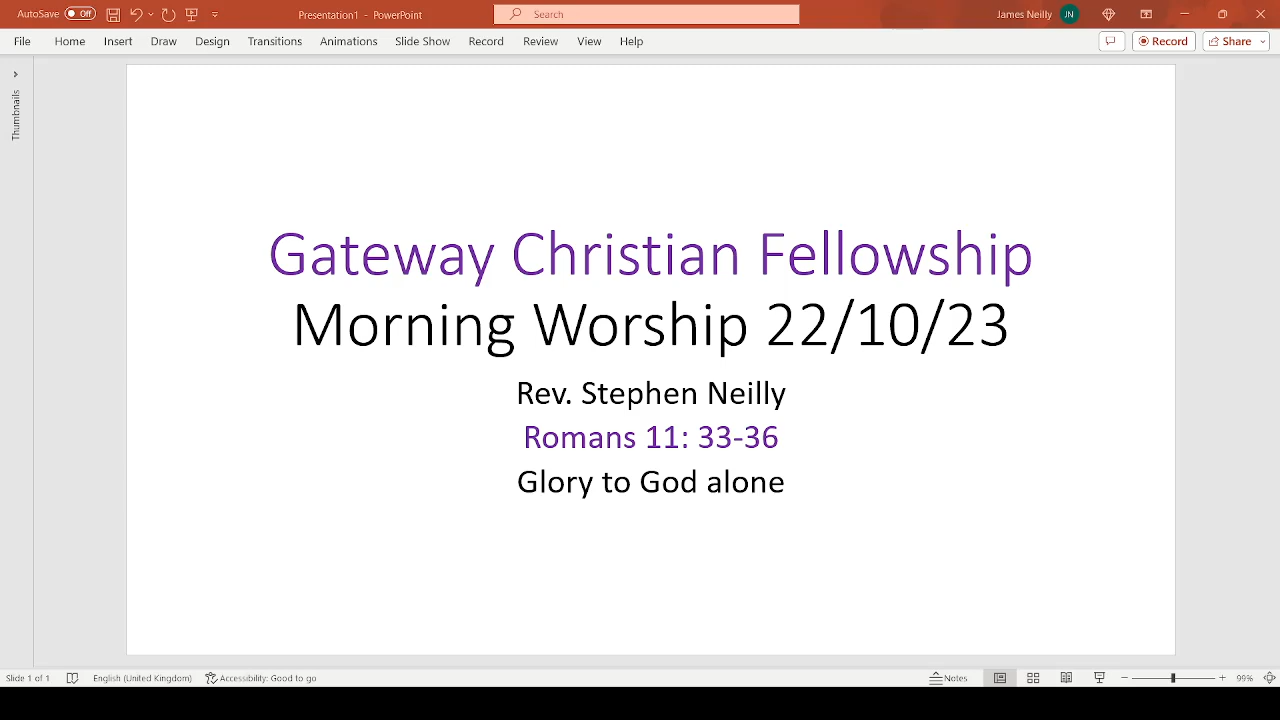 AutoSave Off Presentation1 - PowerPoint Search James Neilly JN
File Home Insert Draw Design Transitions Animations Slide Show Record Review View Help Record Share
Thumbnails
Gateway Christian Fellowship
Morning Worship 22/10/23
Rev. Stephen Neilly
Romans 11: 33-36
Glory to God alone
Slide 1 of 1 English (United Kingdom) Accessibility: Good to go Notes 99%